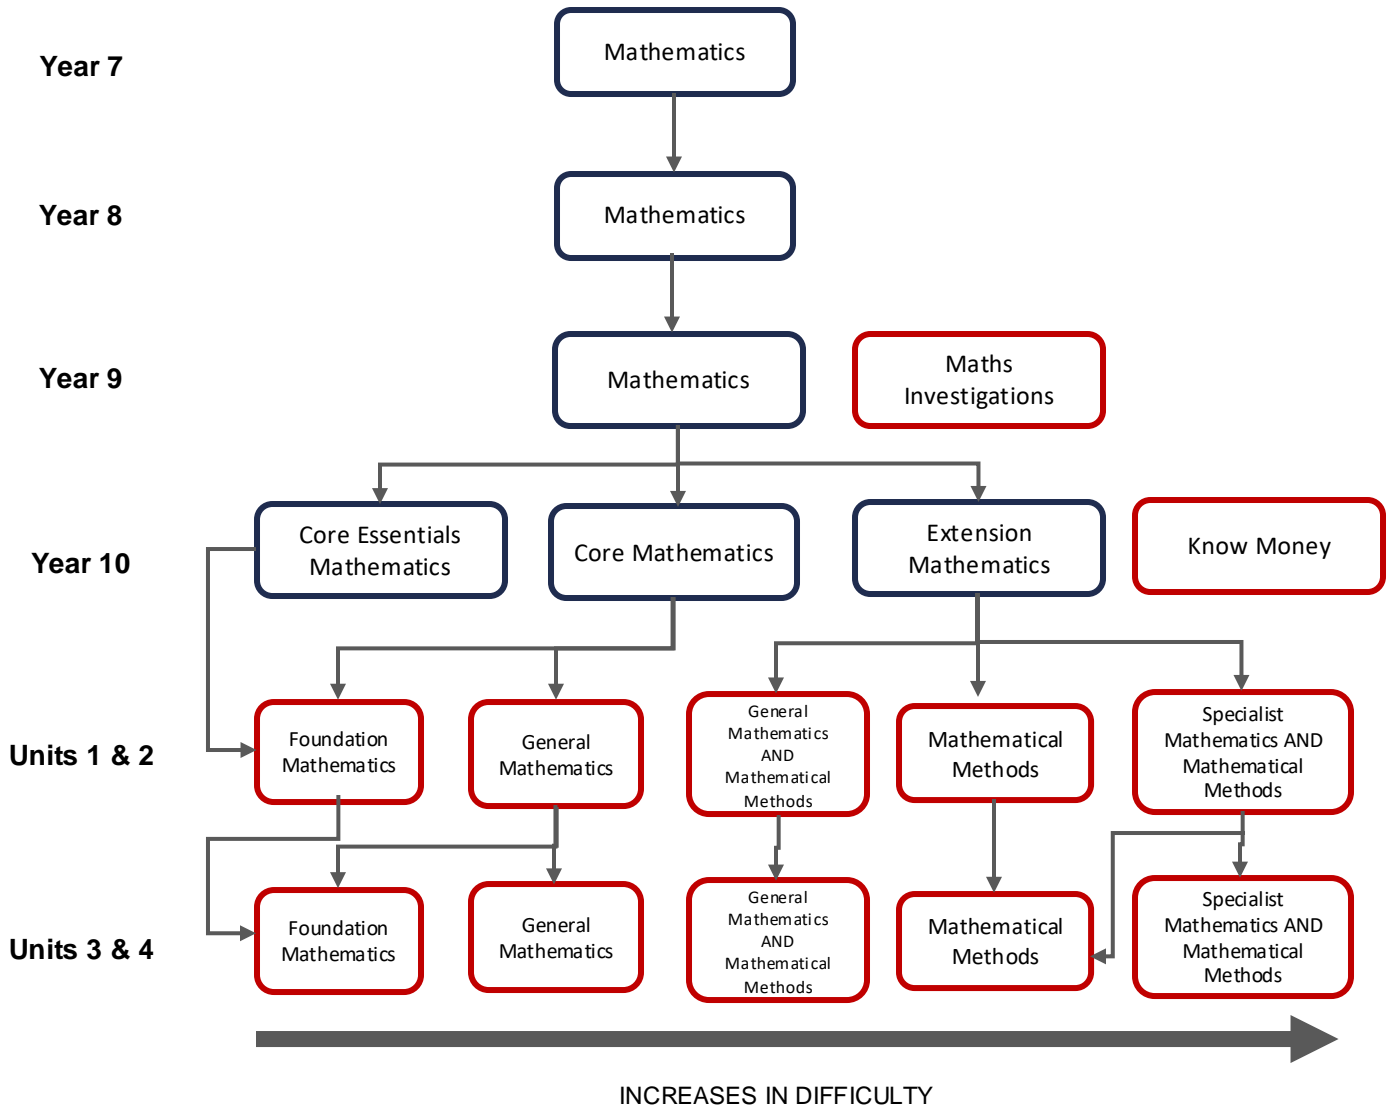 Year 7
Mathematics
Year 8
Mathematics
Year 9
Mathematics
Maths
Investigations
Year 10
Core Essentials
Mathematics
Core Mathematics
Extension
Mathematics
Know Money
Units 1 & 2
Foundation
Mathematics
General
Mathematics
General
Mathematics
AND
Mathematical
Methods
Mathematical
Methods
Specialist
Mathematics AND
Mathematical
Methods
Units 3 & 4
Foundation
Mathematics
General
Mathematics
General
Mathematics
AND
Mathematical
Methods
Mathematical
Methods
Specialist
Mathematics AND
Mathematical
Methods
INCREASES IN DIFFICULTY